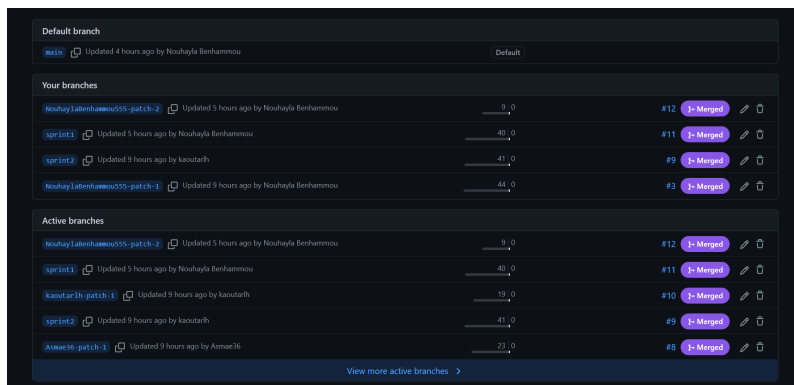 Default branch
main Updated 4 hours ago by Nouhayla Benhammou Default
Your branches
NouhaylaBenhammou555-patch-2 Updated 5 hours ago by Nouhayla Benhammou 9 0 #12 Merged
sprint1 Updated 5 hours ago by Nouhayla Benhammou 40 0 #11 Merged
sprint2 Updated 9 hours ago by kaoutarlh 41 0 #9 Merged
NouhaylaBenhammou555-patch-1 Updated 9 hours ago by Nouhayla Benhammou 44 0 #3 Merged
Active branches
NouhaylaBenhammou555-patch-2 Updated 5 hours ago by Nouhayla Benhammou 9 0 #12 Merged
sprint1 Updated 5 hours ago by Nouhayla Benhammou 40 0 #11 Merged
kaoutarlh-patch-1 Updated 9 hours ago by kaoutarlh 19 0 #10 Merged
sprint2 Updated 9 hours ago by kaoutarlh 41 0 #9 Merged
Asmae36-patch-1 Updated 9 hours ago by Asmae36 23 0 #8 Merged
View more active branches